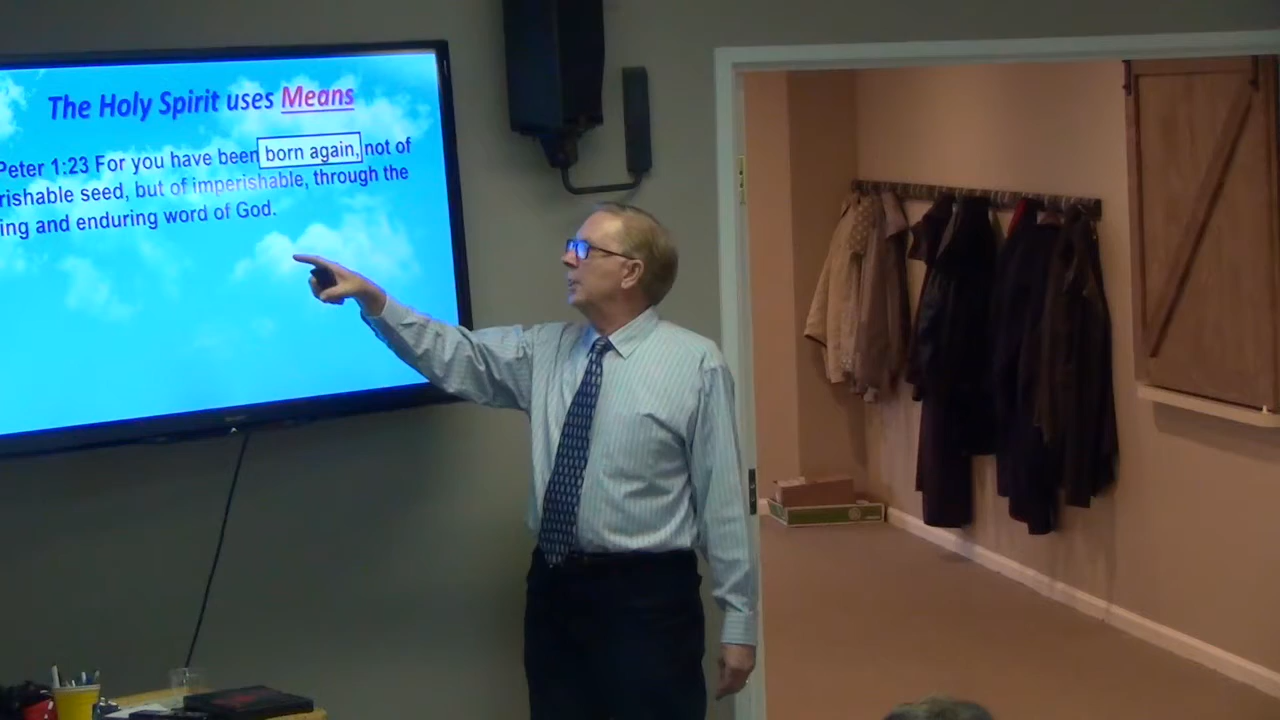 The Holy Spirit uses Means
Peter 1:23 For you have been born again, not of
rishable seed, but of imperishable, through the
ing and enduring word of God.